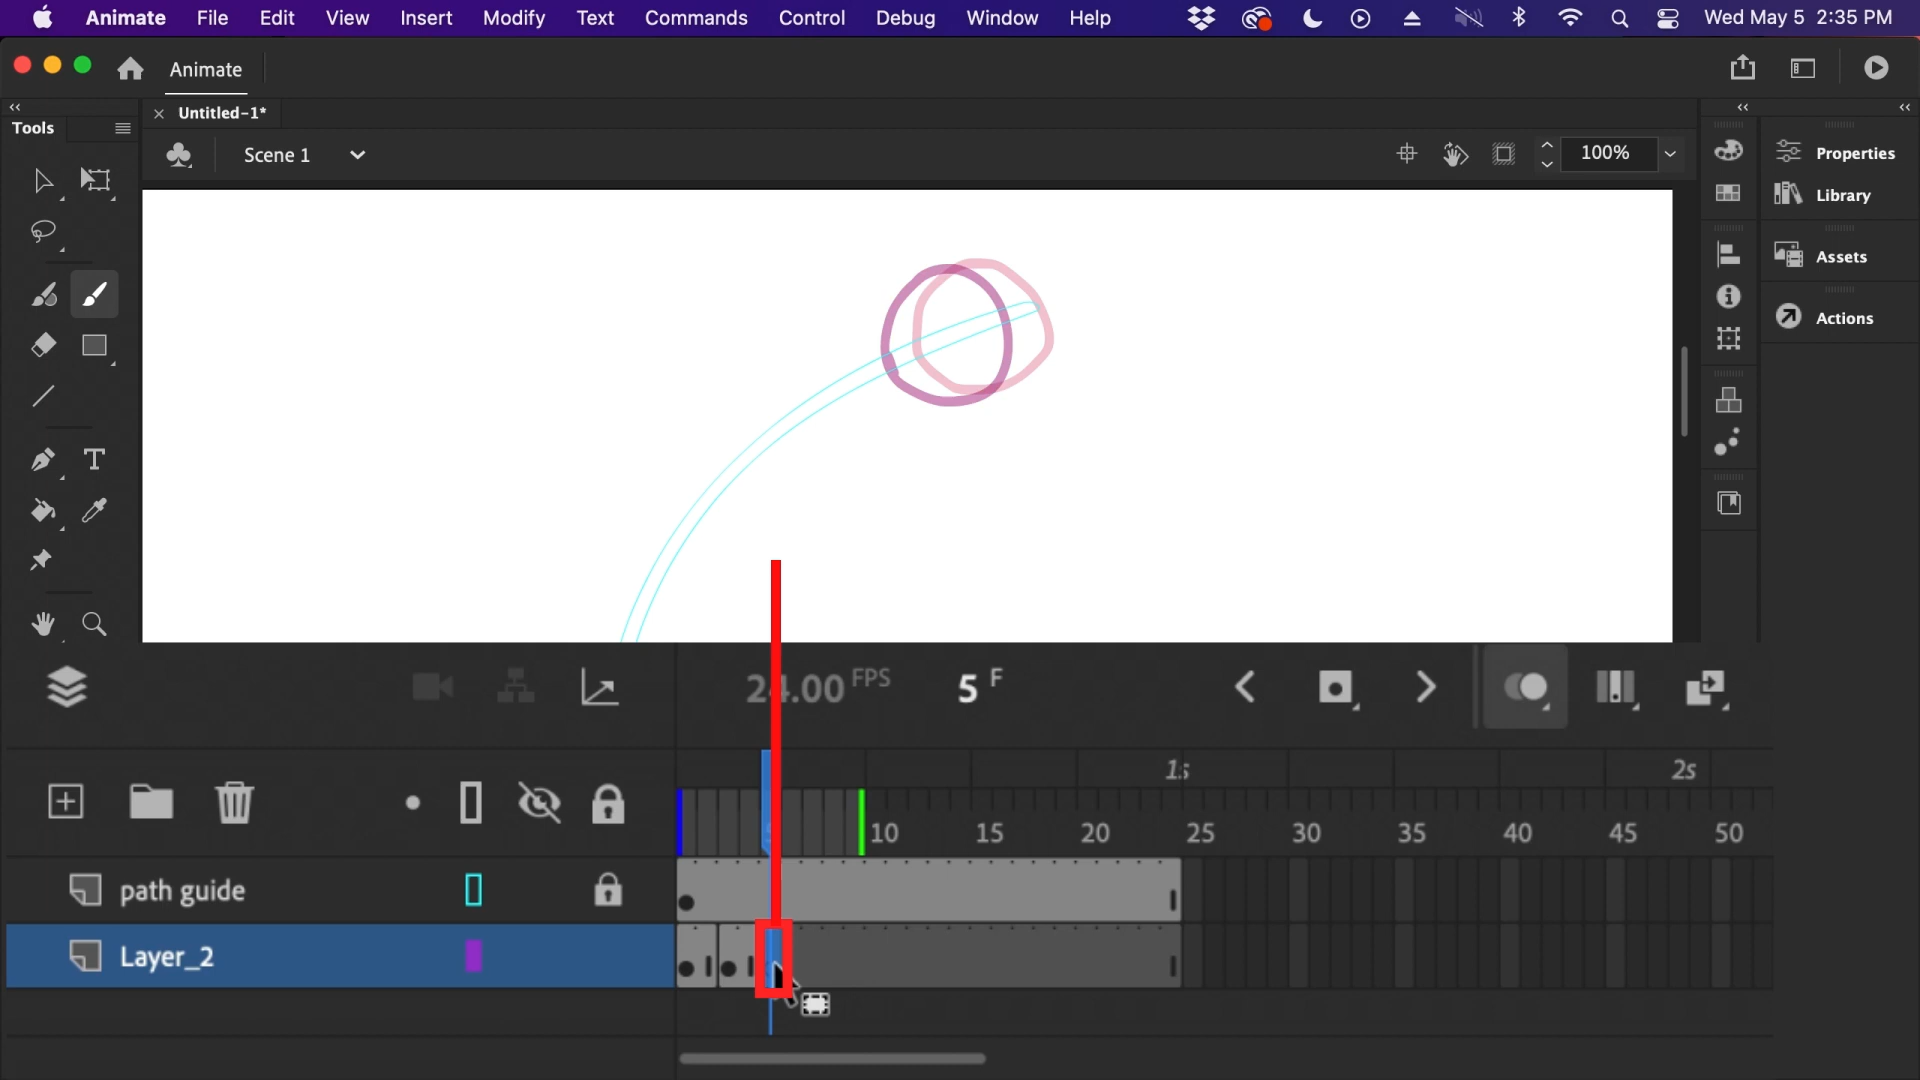 Animate File Edit View Insert Modify Text Commands Control Debug Window Help Wed May 5 2:35 PM
Animate
Tools
Untitled-1*
Scene 1
100%
Properties
Library
Assets
Actions
T
24.00 FPS 5 F
1s 2s
10 15 20 25 30 35 40 45 50
path guide
Layer_2